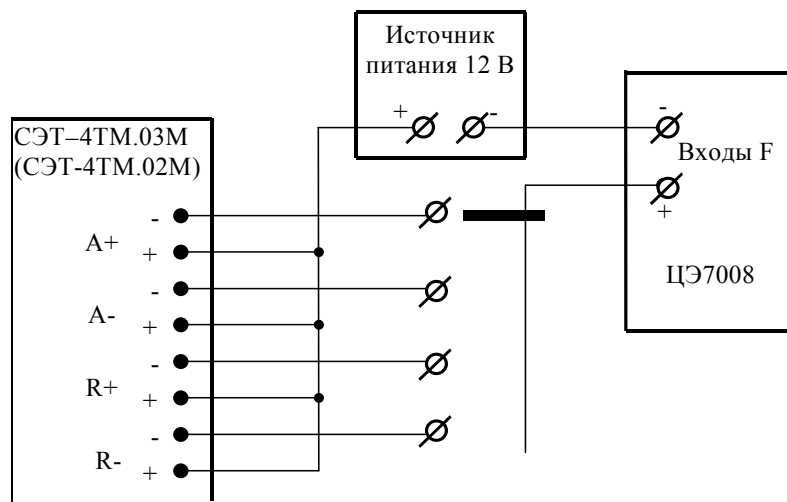 Источник
питания 12 В
+ -
СЭТ–4ТМ.03М
(СЭТ-4ТМ.02М)
-
Входы F
+
ЦЭ7008
-
A+
+
-
A-
+
-
R+
+
-
R-
+